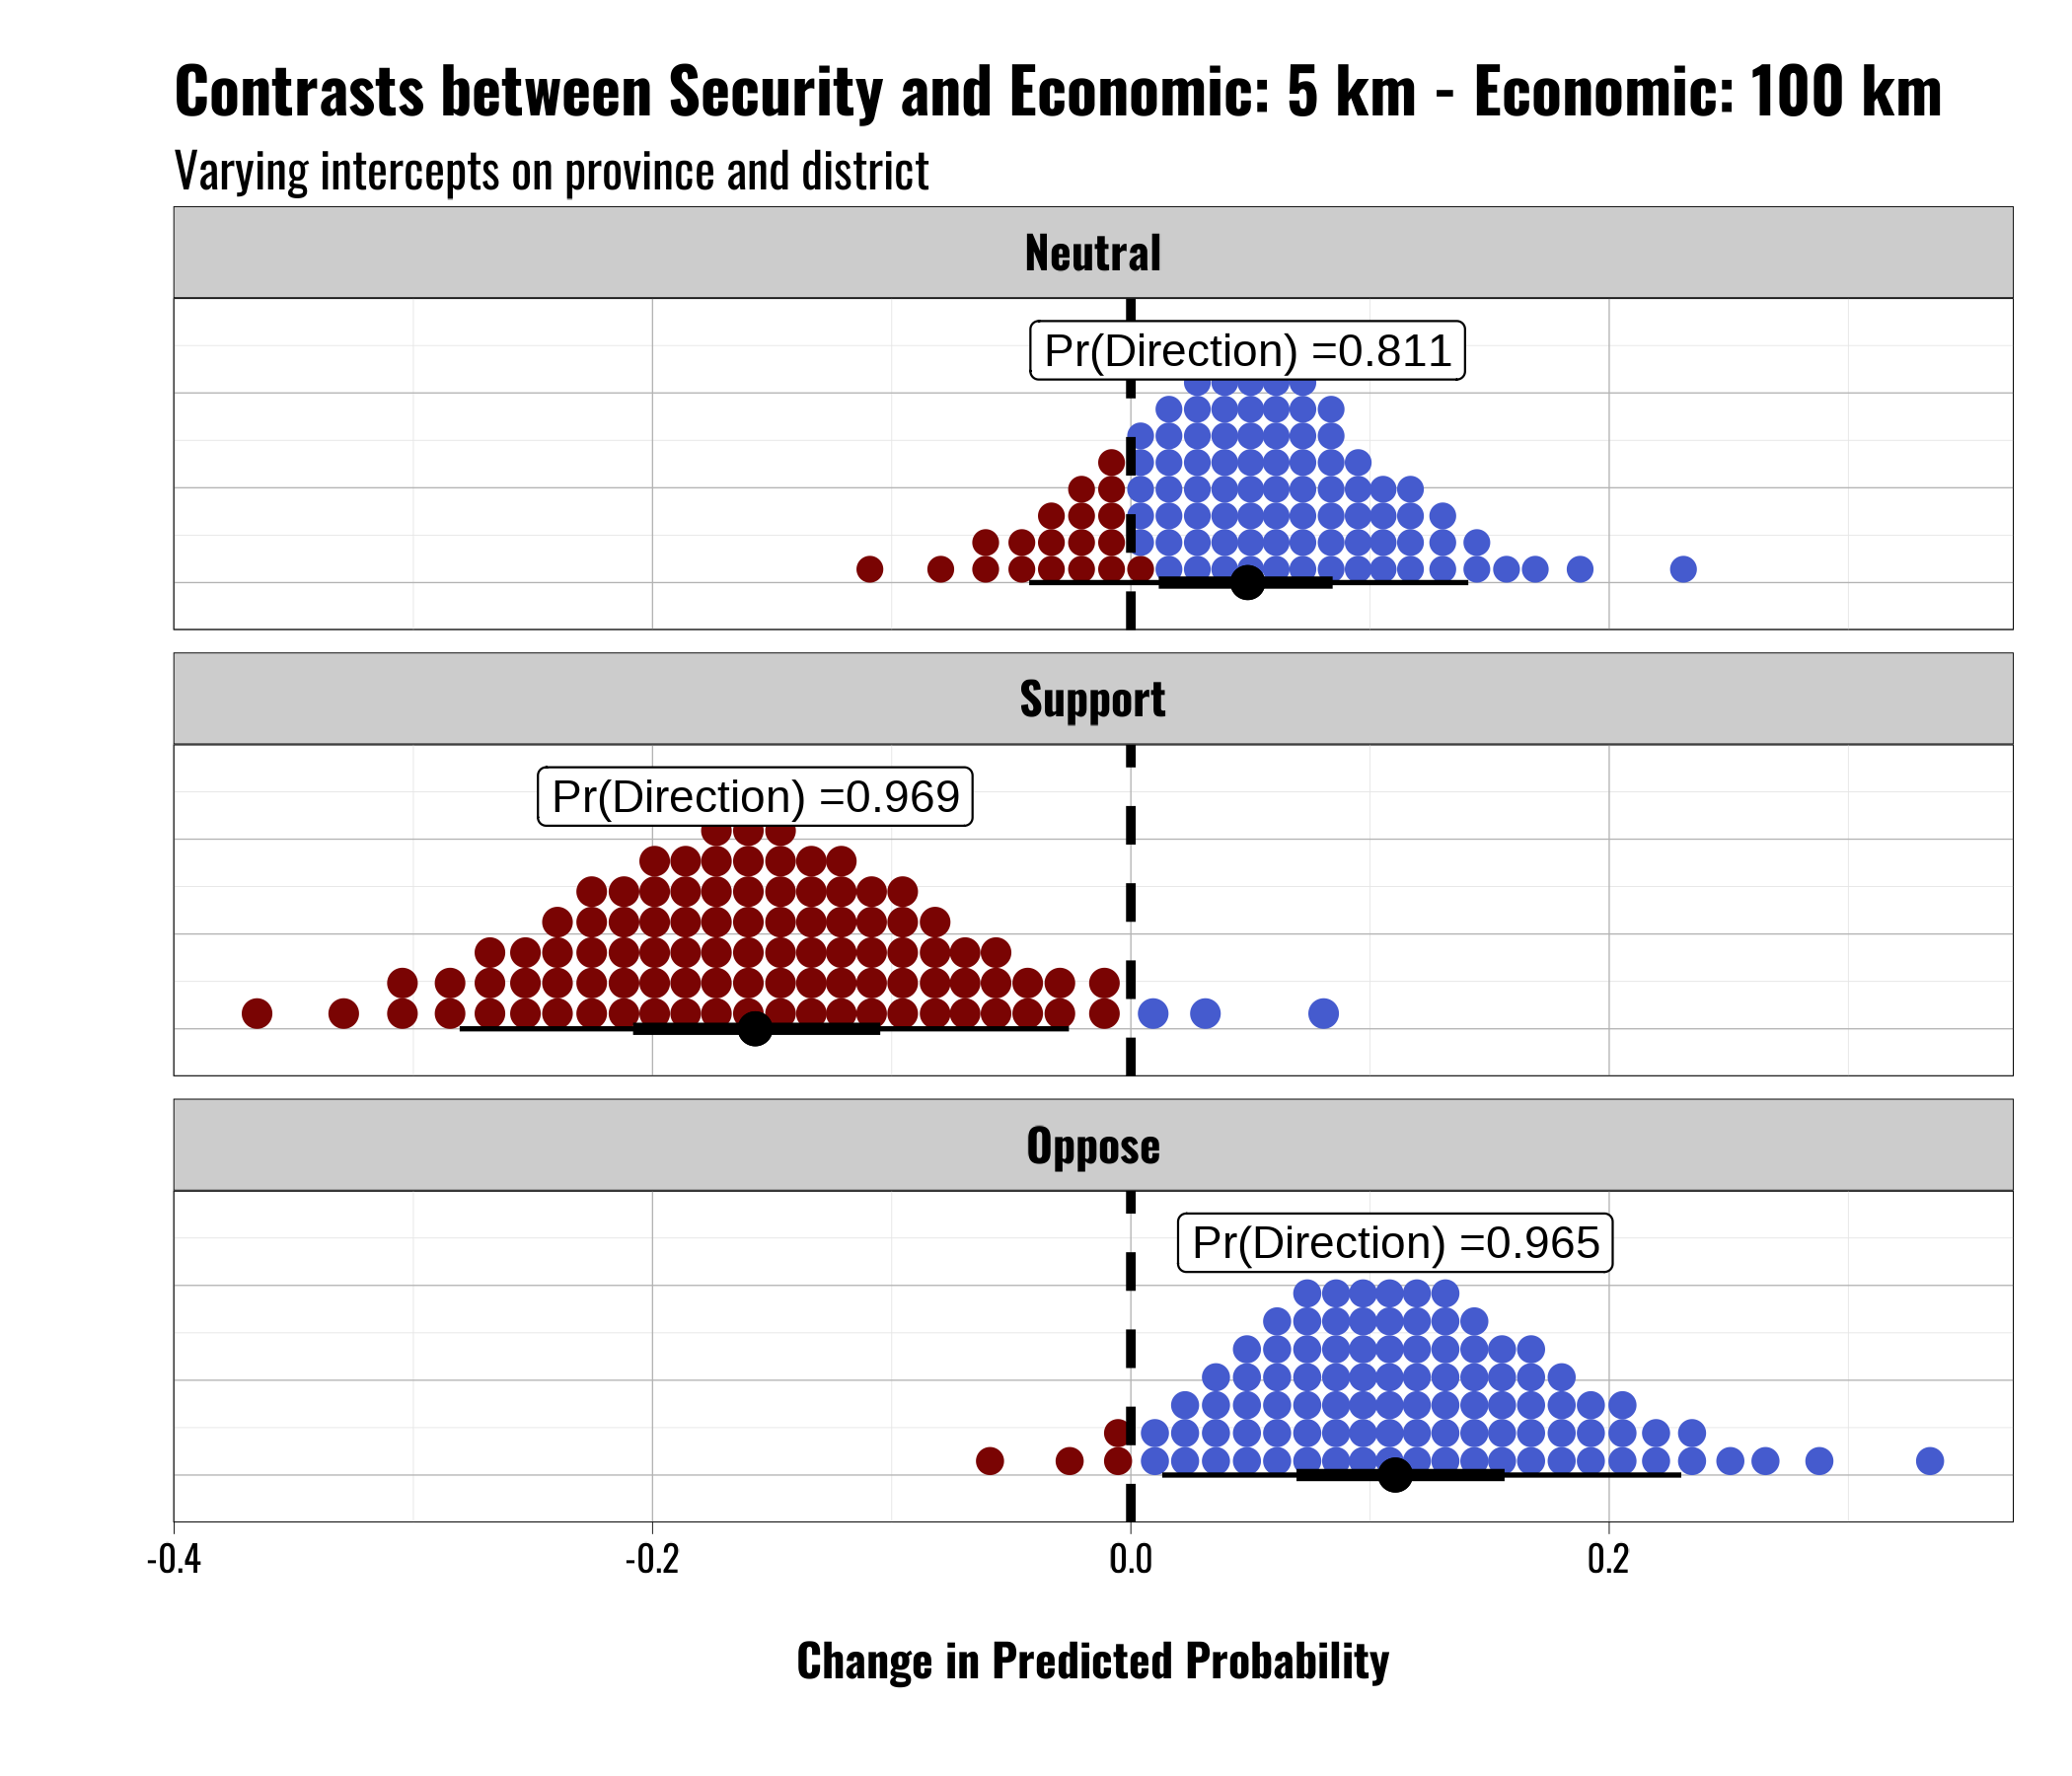 Contrasts between Security and Economic: 5 km - Economic: 100 km
Varying intercepts on province and district
Neutral
Pr(Direction) =0.811
Support
Pr(Direction) =0.969
Oppose
Pr(Direction) =0.965
-0.4 -0.2 0.0 0.2
Change in Predicted Probability